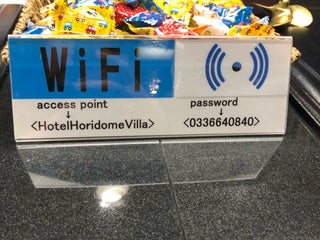 WiFi
access point
↓
<HotelHoridomeVilla>
password
↓
<0336640840>